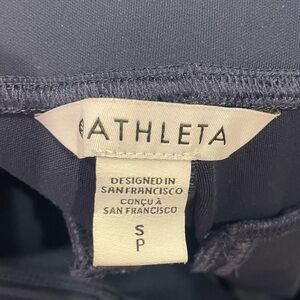 ATHLETA
DESIGNED IN
SAN FRANCISCO
CONÇU À
SAN FRANCISCO
S
P